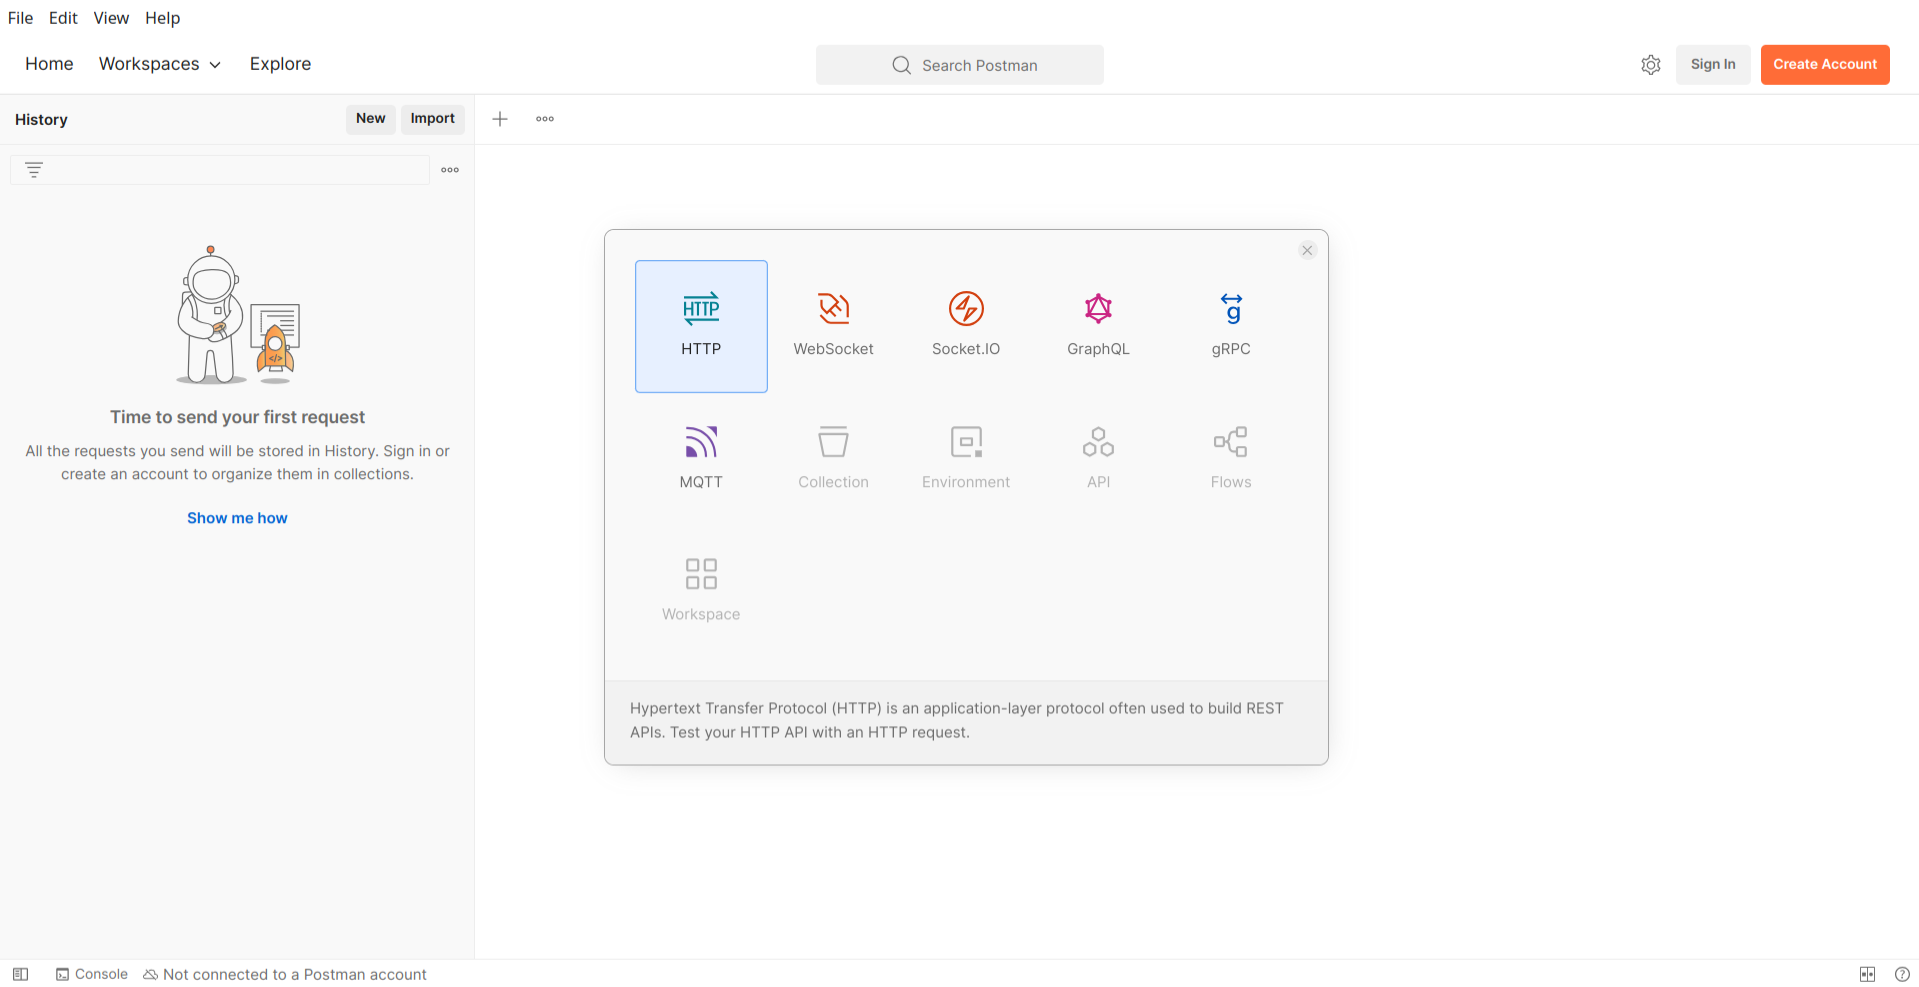 File Edit View Help
Home Workspaces Explore
Search Postman
Sign In
Create Account
History
New
Import
Time to send your first request
All the requests you send will be stored in History. Sign in or
create an account to organize them in collections.
Show me how
HTTP
HTTP
WebSocket
Socket.IO
GraphQL
g
gRPC
MQTT
Collection
Environment
API
Flows
Workspace
Hypertext Transfer Protocol (HTTP) is an application-layer protocol often used to build REST
APIs. Test your HTTP API with an HTTP request.
Console
Not connected to a Postman account